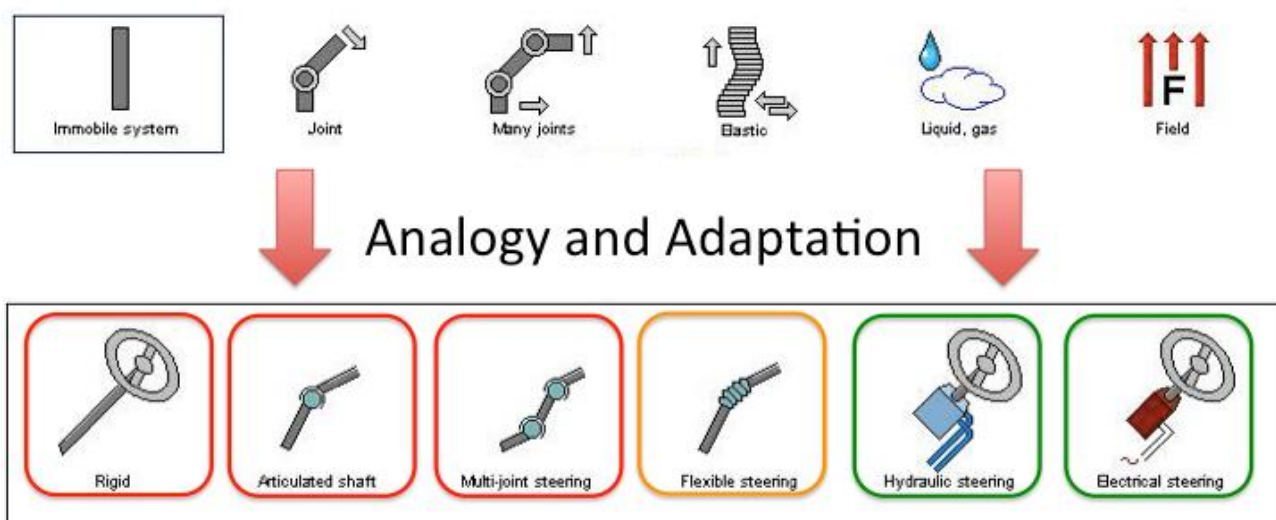 Immobile system
Joint
Many joints
Elastic
Liquid, gas
F
Field
Analogy and Adaptation
Rigid
Articulated shaft
Multi-joint steering
Flexible steering
Hydraulic steering
~
Electrical steering